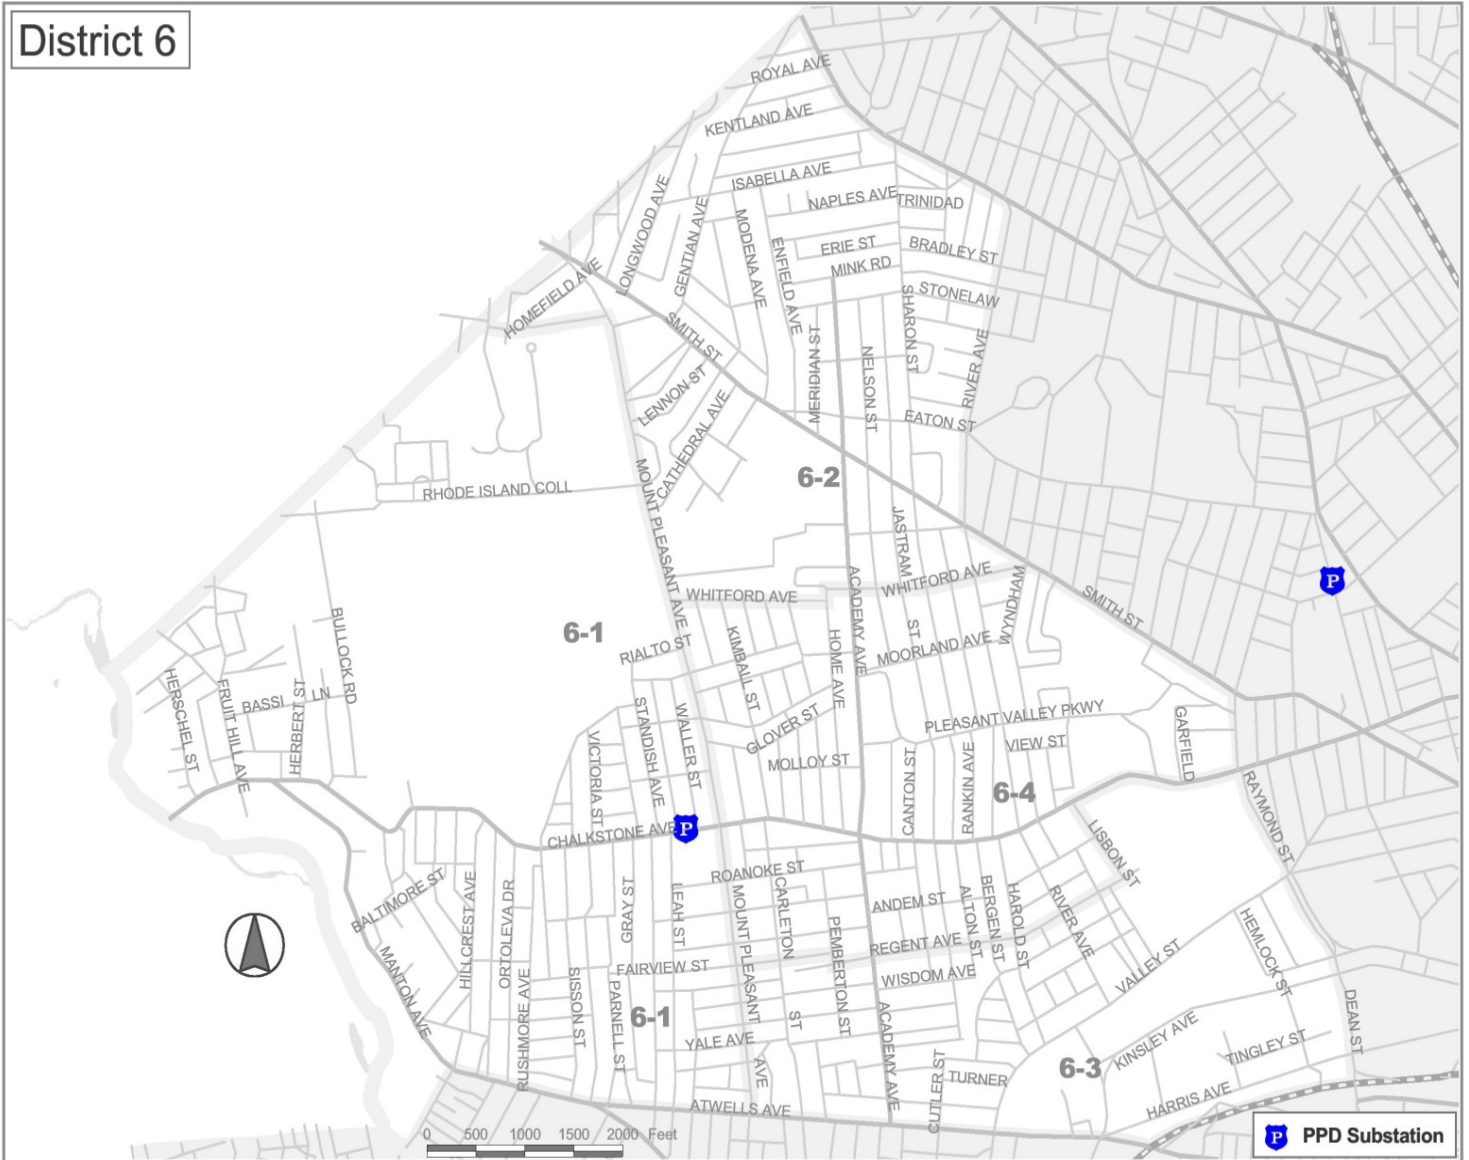 District 6
ROYAL AVE
KENTLAND AVE
ISABELLA AVE
NAPLES AVE
TRINIDAD
LONGWOOD AVE
GENTIAN AVE
MODENA AVE
ENFIELD AVE
ERIE ST
BRADLEY ST
MINK RD
HOMEFIELD AVE
STONELAW
SHARON ST
SMITH ST
MERIDIAN ST
NELSON ST
RIVER AVE
LENNON ST
CATHEDRAL AVE
EATON ST
6-2
RHODE ISLAND COLL
MOUNT PLEASANT AVE
JASTRAM
ST
WHITFORD AVE
WHITFORD AVE
ACADEMY AVE
WYNDHAM
SMITH ST
6-1
BULLOCK RD
RIALTO ST
KIMBALL ST
HOME AVE
MOORLAND AVE
HERSCHEL ST
FRUIT HILL AVE
BASSI LN
HERBERT ST
STANDISH AVE
WALLER ST
GLOVER ST
PLEASANT VALLEY PKWY
GARFIELD
VICTORIA ST
MOLLOY ST
CANTON ST
RANKIN AVE
VIEW ST
6-4
CHALKSTONE AVE
P
P
RAYMOND ST
LISBON ST
ROANOKE ST
BALTIMORE ST
HILLCREST AVE
ORTOLEVA DR
GRAY ST
LEAH ST
MOUNT PLEASANT
AVE
CARLETON
ST
PEMBERTON ST
ANDEM ST
ALTON ST
BERGEN ST
HAROLD ST
RIVER AVE
REGENT AVE
VALLEY ST
HEMLOCK ST
MANTON AVE
RUSHMORE AVE
SISSON ST
PARNELL ST
FAIRVIEW ST
WISDOM AVE
6-1
YALE AVE
ACADEMY AVE
CUTLER ST
TURNER
6-3
KINSLEY AVE
TINGLEY ST
DEAN ST
HARRIS AVE
ATWELLS AVE
0 500 1000 1500 2000 Feet
P PPD Substation